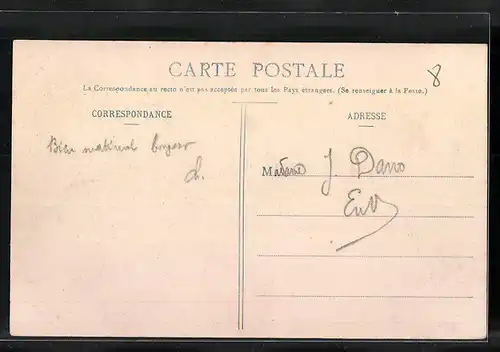 CARTE POSTALE
8
La Correspondance au recto n'est pas acceptée par tous les Pays étrangers. (Se renseigner à la Poste.)
CORRESPONDANCE
ADRESSE
Bien
Madame J. Dano
E.V